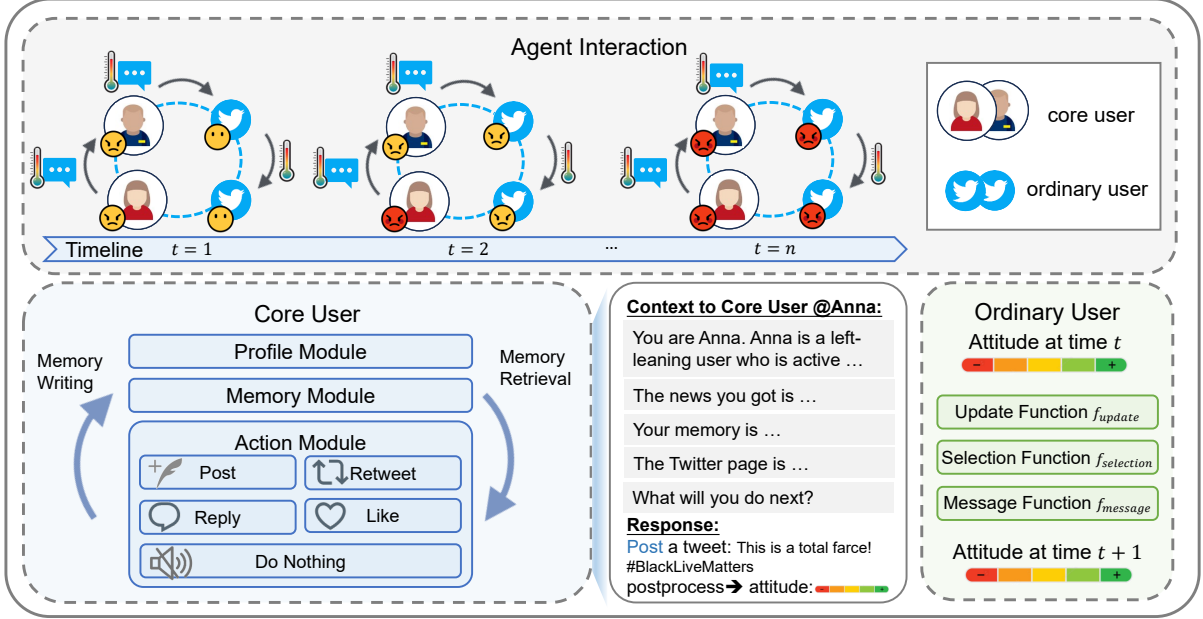 Agent Interaction
Timeline t = 1 t = 2 ... t = n
core user
ordinary user
Core User
Memory
Writing
Profile Module
Memory Module
Memory
Retrieval
Action Module
Post
Retweet
Reply
Like
Do Nothing
Context to Core User @Anna:
You are Anna. Anna is a left-
leaning user who is active …
The news you got is …
Your memory is …
The Twitter page is …
What will you do next?
Response:
Post a tweet: This is a total farce!
#BlackLiveMatters
postprocess➔ attitude:
- +
Ordinary User
Attitude at time t
- +
Update Function f_update
Selection Function f_selection
Message Function f_message
Attitude at time t + 1
- +